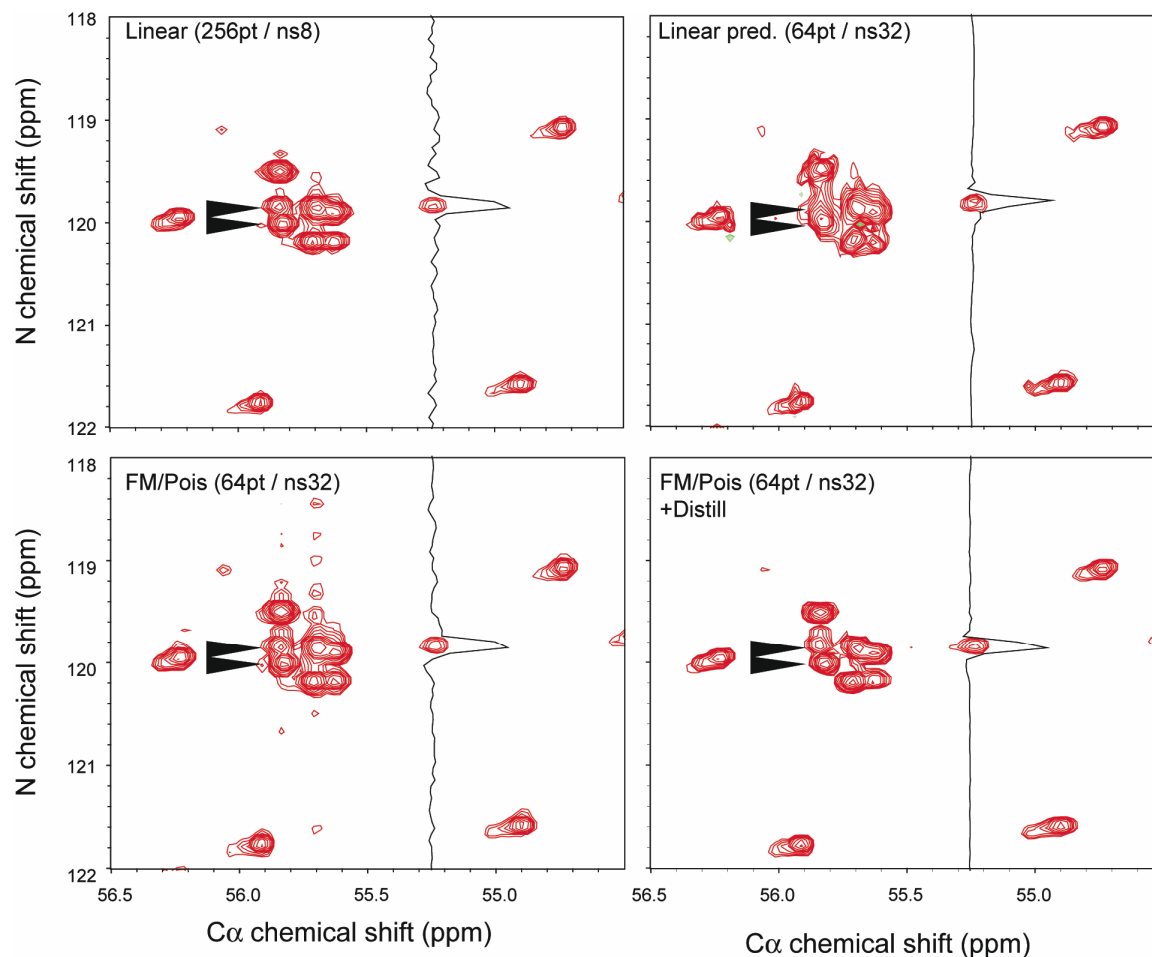 Linear (256pt / ns8)
Linear pred. (64pt / ns32)
118
119
120
121
122
N chemical shift (ppm)
FM/Pois (64pt / ns32)
FM/Pois (64pt / ns32)
+Distill
118
119
120
121
122
N chemical shift (ppm)
56.5 56.0 55.5 55.0
56.5 56.0 55.5 55.0
Cα chemical shift (ppm)
Cα chemical shift (ppm)